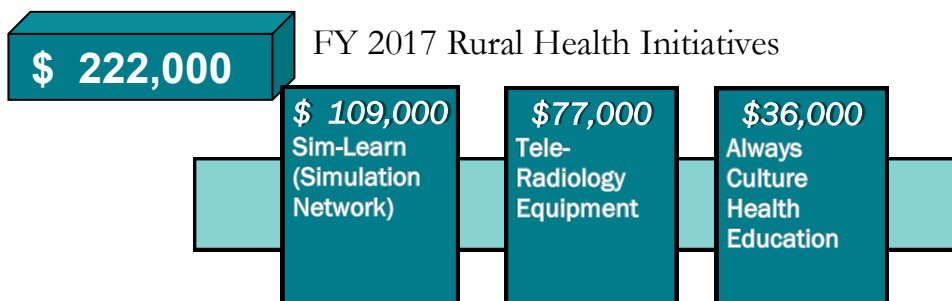 $ 222,000
FY 2017 Rural Health Initiatives
$ 109,000
Sim-Learn
(Simulation
Network)
$77,000
Tele-
Radiology
Equipment
$36,000
Always
Culture
Health
Education